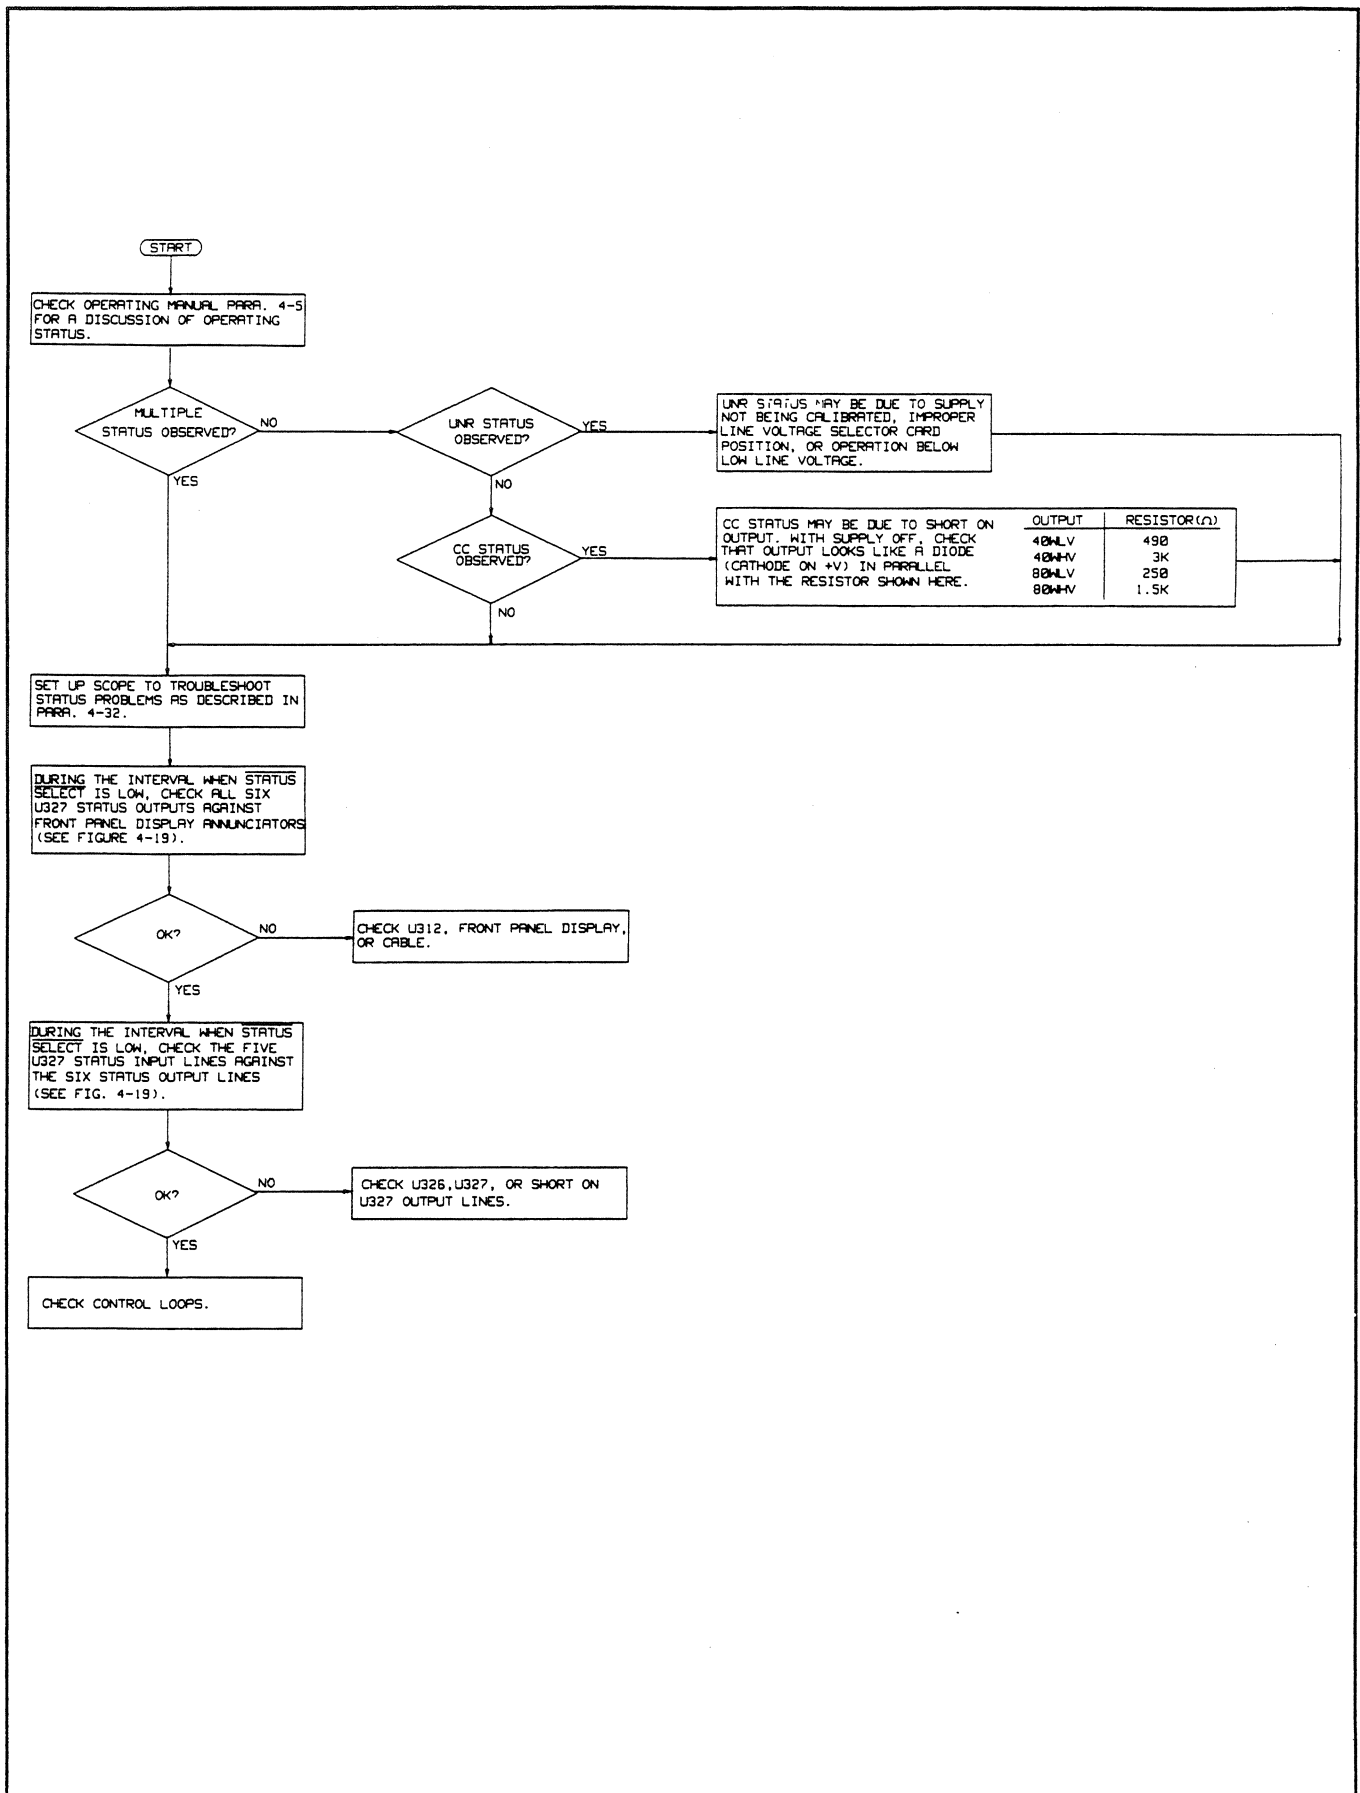 START
CHECK OPERATING MANUAL PARA. 4-5
FOR A DISCUSSION OF OPERATING
STATUS.
MULTIPLE
STATUS OBSERVED?
NO
YES
UNR STATUS
OBSERVED?
YES
NO
UNR STATUS MAY BE DUE TO SUPPLY
NOT BEING CALIBRATED, IMPROPER
LINE VOLTAGE SELECTOR CARD
POSITION, OR OPERATION BELOW
LOW LINE VOLTAGE.
CC STATUS
OBSERVED?
YES
NO
CC STATUS MAY BE DUE TO SHORT ON
OUTPUT. WITH SUPPLY OFF, CHECK
THAT OUTPUT LOOKS LIKE A DIODE
(CATHODE ON +V) IN PARALLEL
WITH THE RESISTOR SHOWN HERE.
OUTPUT RESISTOR(Ω)
40WLV 490
40WHV 3K
80WLV 250
80WHV 1.5K
SET UP SCOPE TO TROUBLESHOOT
STATUS PROBLEMS AS DESCRIBED IN
PARA. 4-32.
DURING THE INTERVAL WHEN STATUS
SELECT IS LOW, CHECK ALL SIX
U327 STATUS OUTPUTS AGAINST
FRONT PANEL DISPLAY ANNUNCIATORS
(SEE FIGURE 4-19).
OK?
NO
YES
CHECK U312, FRONT PANEL DISPLAY,
OR CABLE.
DURING THE INTERVAL WHEN STATUS
SELECT IS LOW, CHECK THE FIVE
U327 STATUS INPUT LINES AGAINST
THE SIX STATUS OUTPUT LINES
(SEE FIG. 4-19).
OK?
NO
YES
CHECK U326,U327, OR SHORT ON
U327 OUTPUT LINES.
CHECK CONTROL LOOPS.